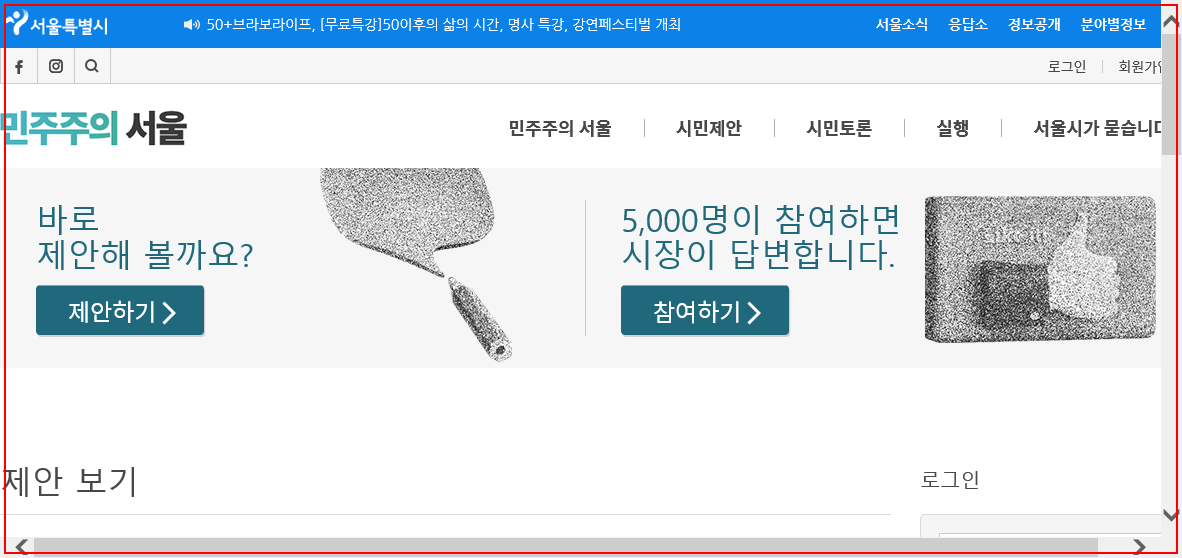 서울특별시
50+브라보라이프, [무료특강]50이후의 삶의 시간, 명사 특강, 강연페스티벌 개최
서울소식 응답소 정보공개 분야별정보
로그인 회원가입
민주주의 서울
민주주의 서울 시민제안 시민토론 실행 서울시가 묻습니다
바로
제안해 볼까요?
제안하기
5,000명이 참여하면
시장이 답변합니다.
참여하기
제안 보기
로그인